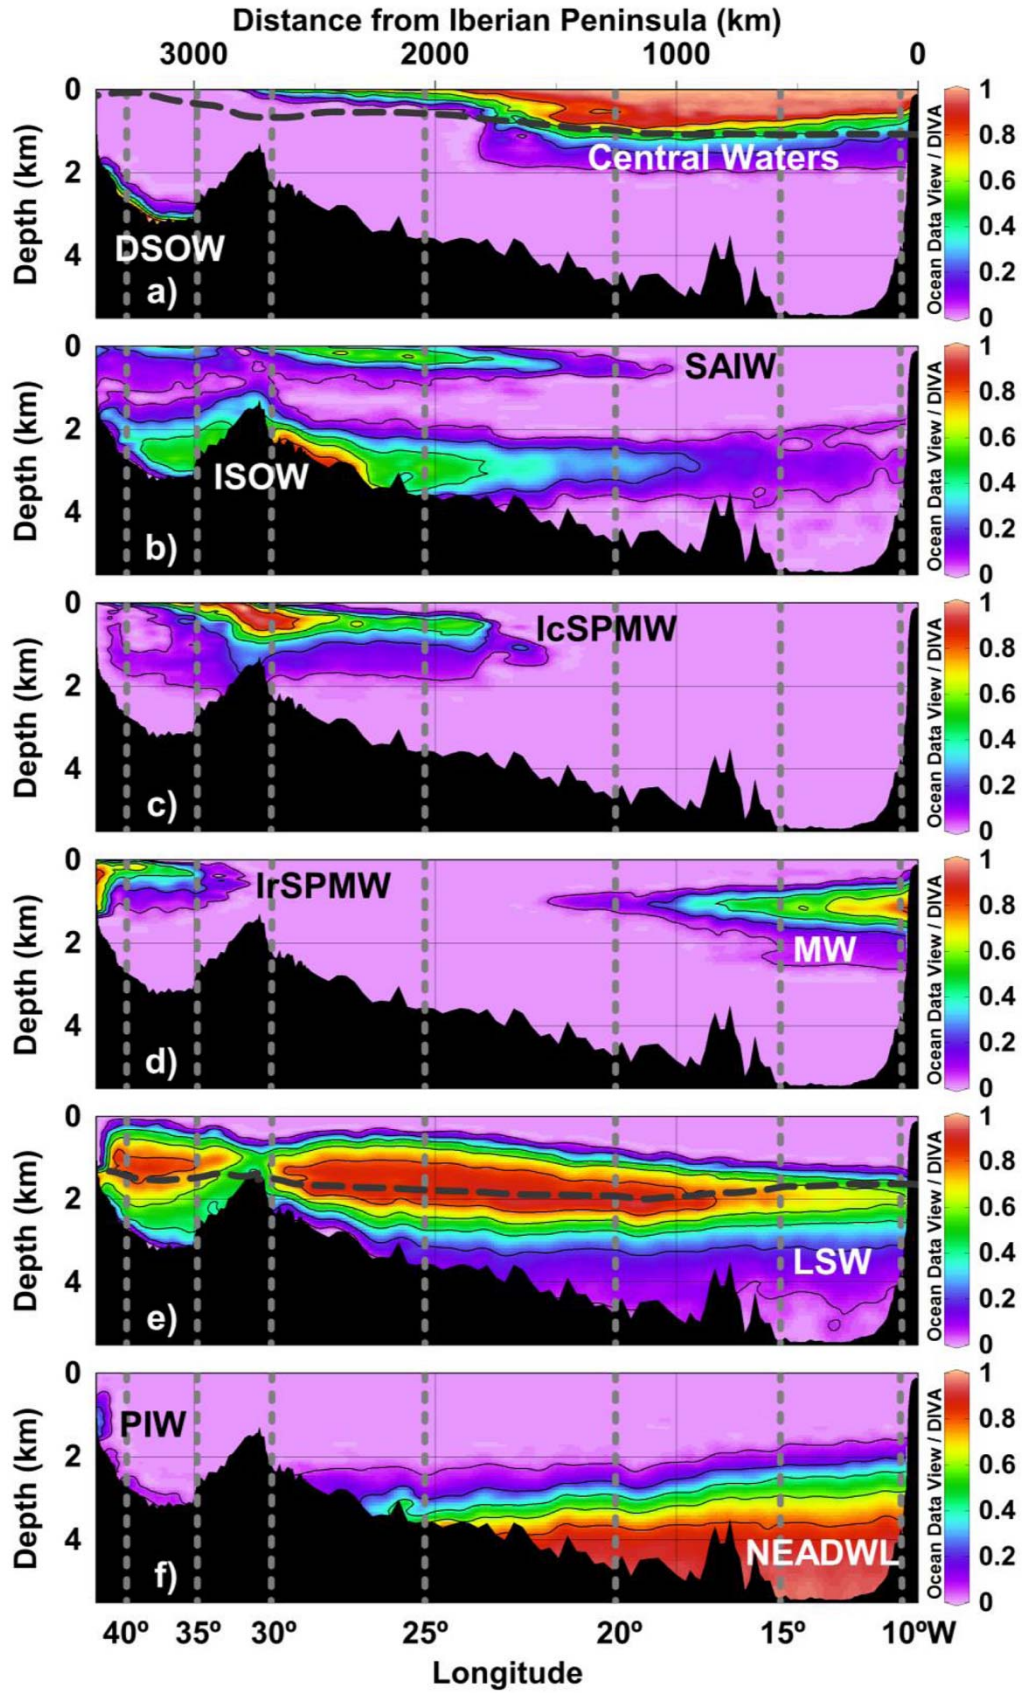 Distance from Iberian Peninsula (km)
3000 2000 1000 0
0
2
4
Depth (km)
DSOW
Central Waters
a)
Ocean Data View / DIVA
1
0.8
0.6
0.4
0.2
0
0
2
4
Depth (km)
SAIW
ISOW
b)
Ocean Data View / DIVA
1
0.8
0.6
0.4
0.2
0
0
2
4
Depth (km)
IcSPMW
c)
Ocean Data View / DIVA
1
0.8
0.6
0.4
0.2
0
0
2
4
Depth (km)
IrSPMW
MW
d)
Ocean Data View / DIVA
1
0.8
0.6
0.4
0.2
0
0
2
4
Depth (km)
LSW
e)
Ocean Data View / DIVA
1
0.8
0.6
0.4
0.2
0
0
2
4
Depth (km)
PIW
NEADWL
f)
Ocean Data View / DIVA
1
0.8
0.6
0.4
0.2
0
40º 35º 30º 25º 20º 15º 10ºW
Longitude